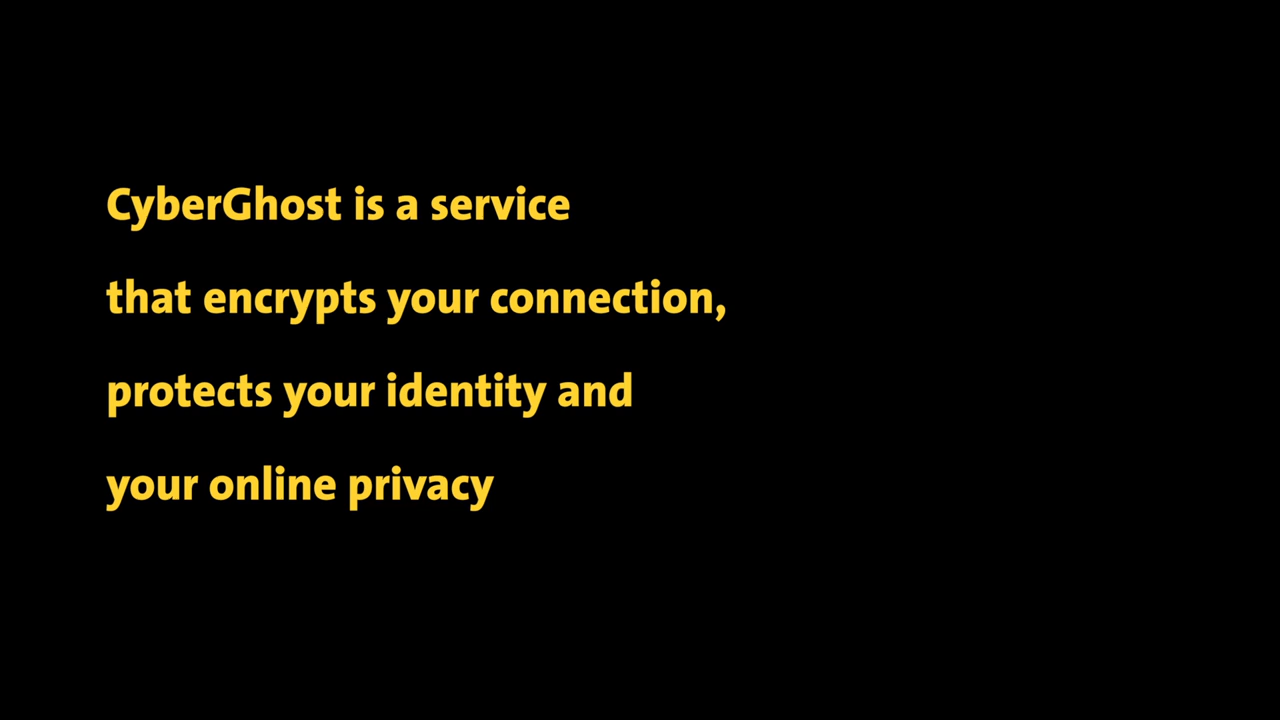 CyberGhost is a service
that encrypts your connection,
protects your identity and
your online privacy